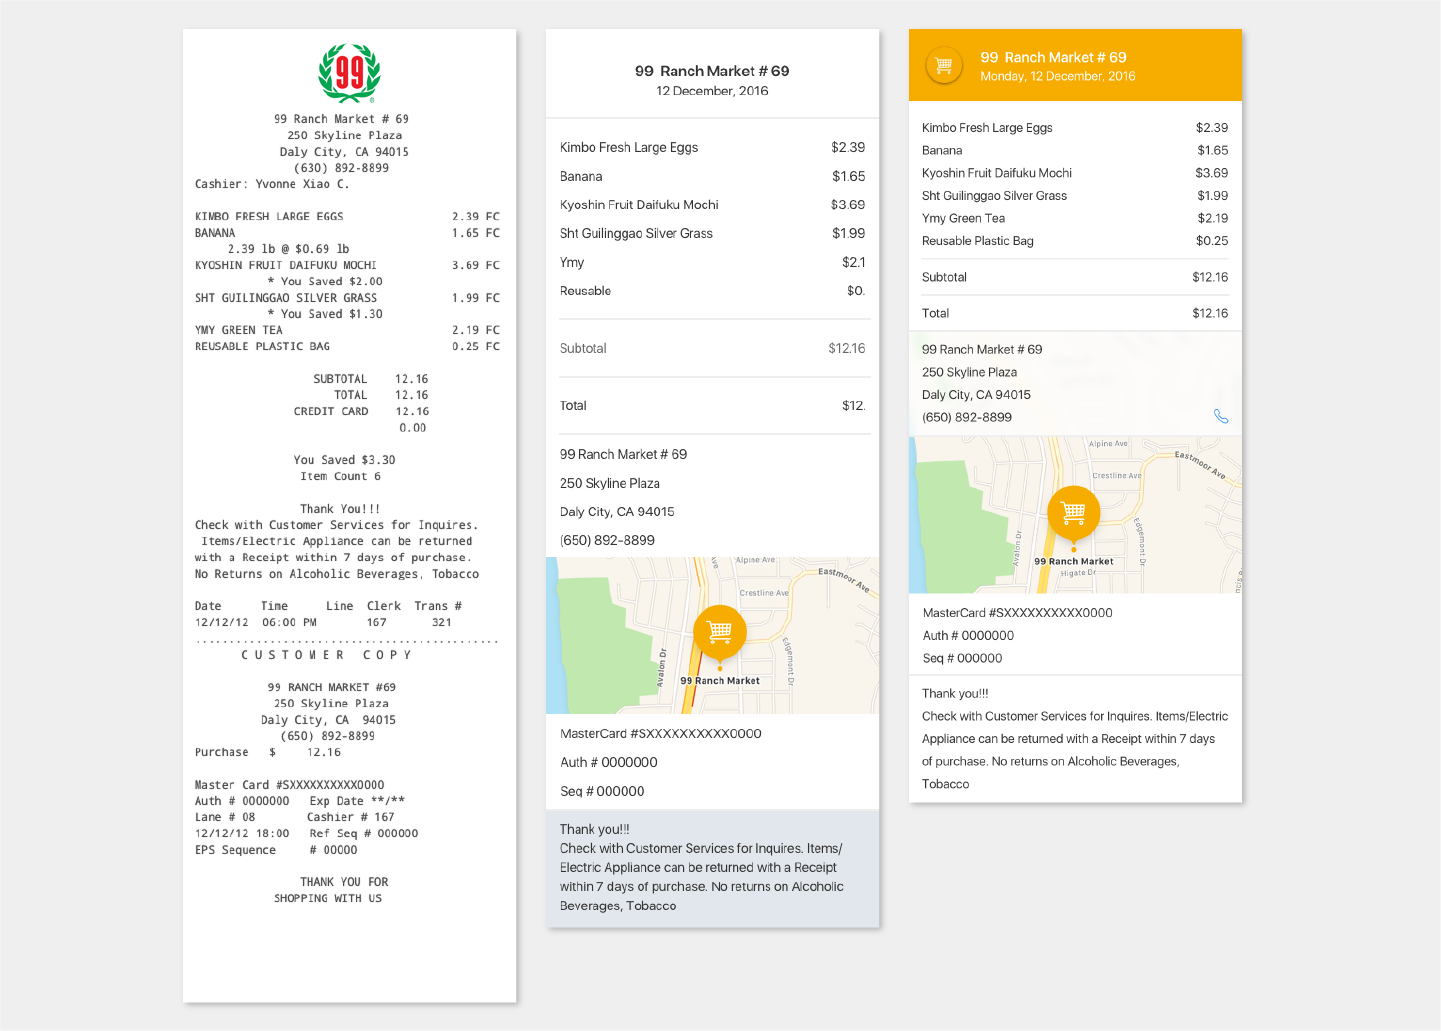 99
99 Ranch Market # 69
250 Skyline Plaza
Daly City, CA 94015
(630) 892-8899
Cashier: Yvonne Xiao C.
KIMBO FRESH LARGE EGGS 2.39 FC
BANANA 1.65 FC
2.39 lb @ $0.69 lb
KYOSHIN FRUIT DAIFUKU MOCHI 3.69 FC
* You Saved $2.00
SHT GUILINGGAO SILVER GRASS 1.99 FC
* You Saved $1.30
YMY GREEN TEA 2.19 FC
REUSABLE PLASTIC BAG 0.25 FC
SUBTOTAL 12.16
TOTAL 12.16
CREDIT CARD 12.16
0.00
You Saved $3.30
Item Count 6
Thank You!!!
Check with Customer Services for Inquires.
Items/Electric Appliance can be returned
with a Receipt within 7 days of purchase.
No Returns on Alcoholic Beverages, Tobacco
Date Time Line Clerk Trans #
12/12/12 06:00 PM 167 321
CUSTOMER COPY
99 RANCH MARKET #69
250 Skyline Plaza
Daly City, CA 94015
(650) 892-8899
Purchase $ 12.16
Master Card #SXXXXXXXXXX0000
Auth # 0000000 Exp Date **/**
Lane # 08 Cashier # 167
12/12/12 18:00 Ref Seq # 000000
EPS Sequence # 00000
THANK YOU FOR
SHOPPING WITH US
99 Ranch Market # 69
12 December, 2016
Kimbo Fresh Large Eggs $2.39
Banana $1.65
Kyoshin Fruit Daifuku Mochi $3.69
Sht Guilinggao Silver Grass $1.99
Ymy $2.1
Reusable $0.
Subtotal $12.16
Total $12.
99 Ranch Market # 69
250 Skyline Plaza
Daly City, CA 94015
(650) 892-8899
Alpine Ave
Eastmoor Ave
Crestline Ave
Avalon Dr
Edgemont Dr
99 Ranch Market
MasterCard #SXXXXXXXXXX0000
Auth # 0000000
Seq # 000000
Thank you!!!
Check with Customer Services for Inquires. Items/
Electric Appliance can be returned with a Receipt
within 7 days of purchase. No returns on Alcoholic
Beverages, Tobacco
99 Ranch Market # 69
Monday, 12 December, 2016
Kimbo Fresh Large Eggs $2.39
Banana $1.65
Kyoshin Fruit Daifuku Mochi $3.69
Sht Guilinggao Silver Grass $1.99
Ymy Green Tea $2.19
Reusable Plastic Bag $0.25
Subtotal $12.16
Total $12.16
99 Ranch Market # 69
250 Skyline Plaza
Daly City, CA 94015
(650) 892-8899
Alpine Ave
Eastmoor Ave
Crestline Ave
Avalon Dr
Edgemont Dr
99 Ranch Market
Higate Dr
MasterCard #SXXXXXXXXXX0000
Auth # 0000000
Seq # 000000
Thank you!!!
Check with Customer Services for Inquires. Items/Electric
Appliance can be returned with a Receipt within 7 days
of purchase. No returns on Alcoholic Beverages,
Tobacco